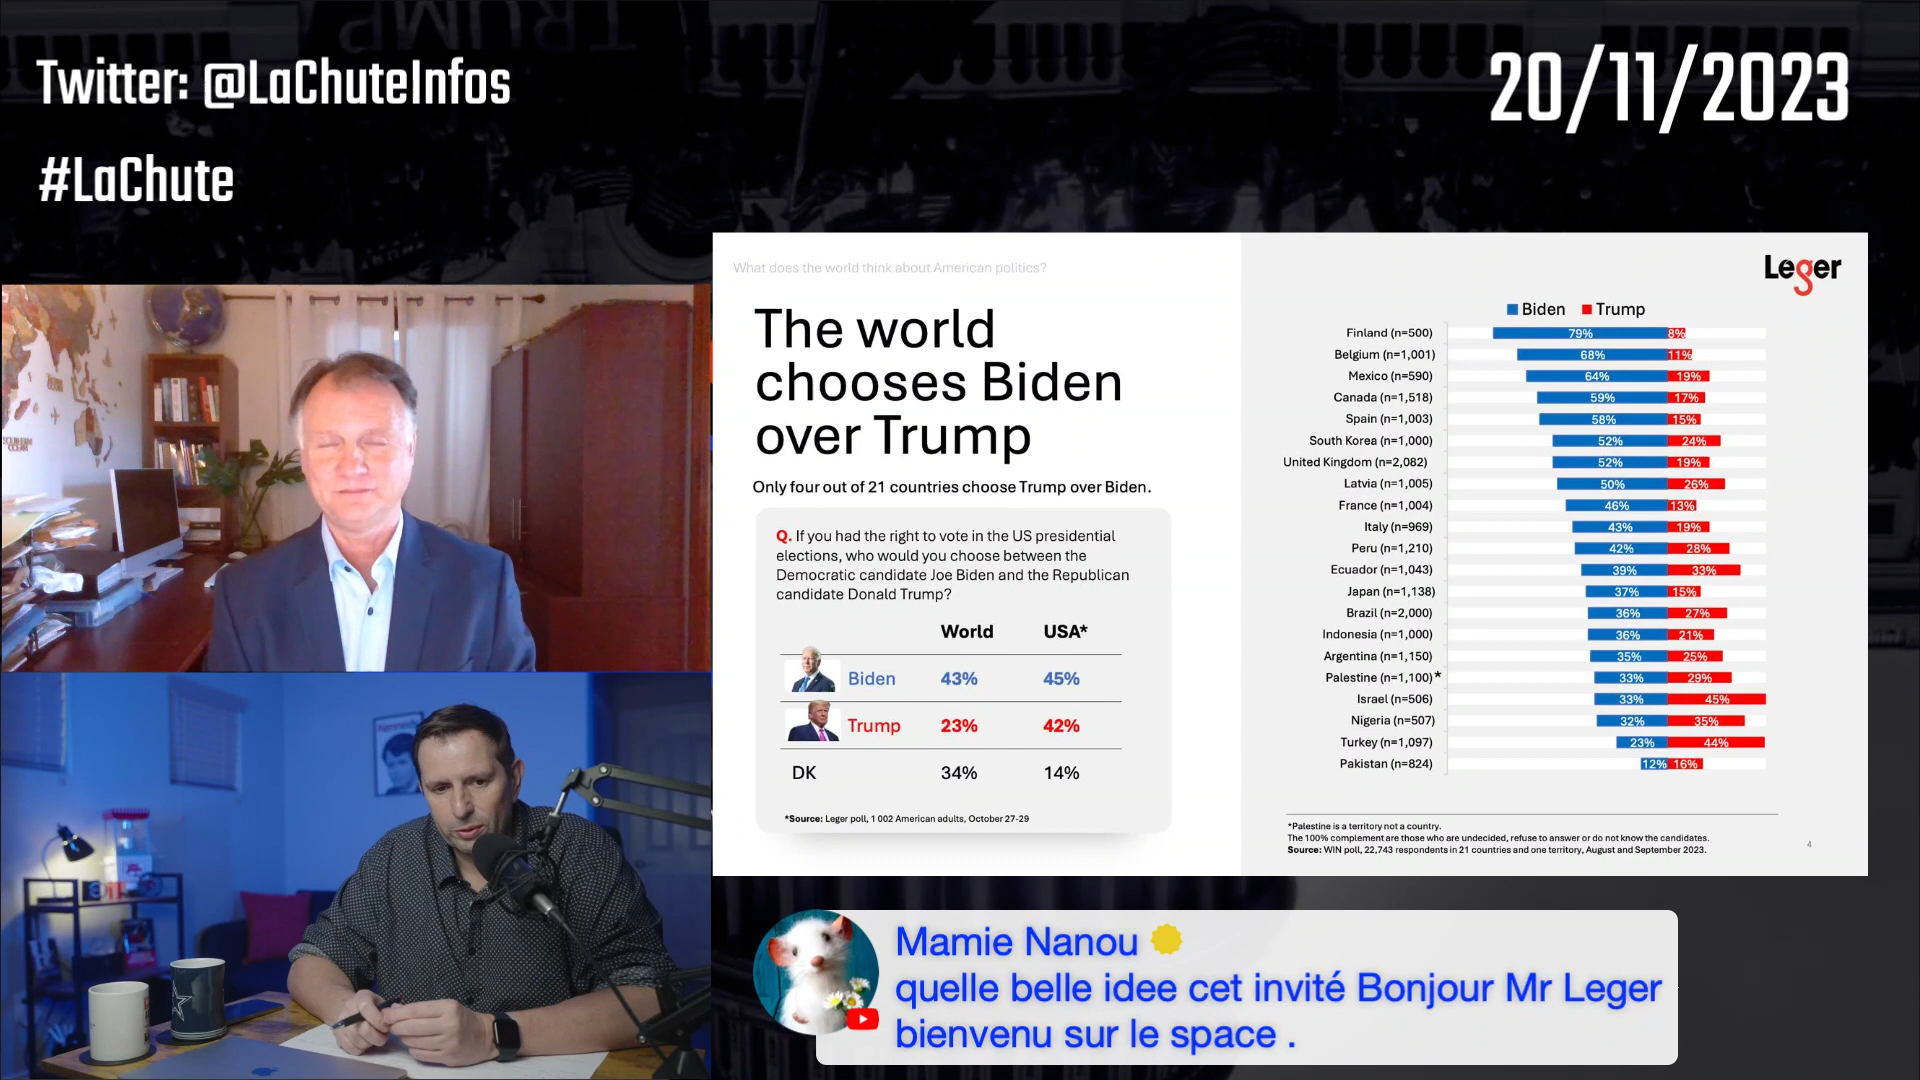 TRUMP
Twitter: @LaChuteInfos
#LaChute
20/11/2023
What does the world think about American politics?
The world
chooses Biden
over Trump
Only four out of 21 countries choose Trump over Biden.
Q. If you had the right to vote in the US presidential
elections, who would you choose between the
Democratic candidate Joe Biden and the Republican
candidate Donald Trump?
World USA*
Biden 43% 45%
Trump 23% 42%
DK 34% 14%
*Source: Leger poll, 1 002 American adults, October 27-29
Leger
Biden Trump
Finland (n=500) 79% 8%
Belgium (n=1,001) 68% 11%
Mexico (n=590) 64% 19%
Canada (n=1,518) 59% 17%
Spain (n=1,003) 58% 15%
South Korea (n=1,000) 52% 24%
United Kingdom (n=2,082) 52% 19%
Latvia (n=1,005) 50% 26%
France (n=1,004) 46% 13%
Italy (n=969) 43% 19%
Peru (n=1,210) 42% 28%
Ecuador (n=1,043) 39% 33%
Japan (n=1,138) 37% 15%
Brazil (n=2,000) 36% 27%
Indonesia (n=1,000) 36% 21%
Argentina (n=1,150) 35% 25%
Palestine (n=1,100)* 33% 29%
Israel (n=506) 33% 45%
Nigeria (n=507) 32% 35%
Turkey (n=1,097) 23% 44%
Pakistan (n=824) 12% 16%
*Palestine is a territory not a country.
The 100% complement are those who are undecided, refuse to answer or do not know the candidates.
Source: WIN poll, 22,743 respondents in 21 countries and one territory, August and September 2023.
4
Mamie Nanou
quelle belle idee cet invité Bonjour Mr Leger
bienvenu sur le space .